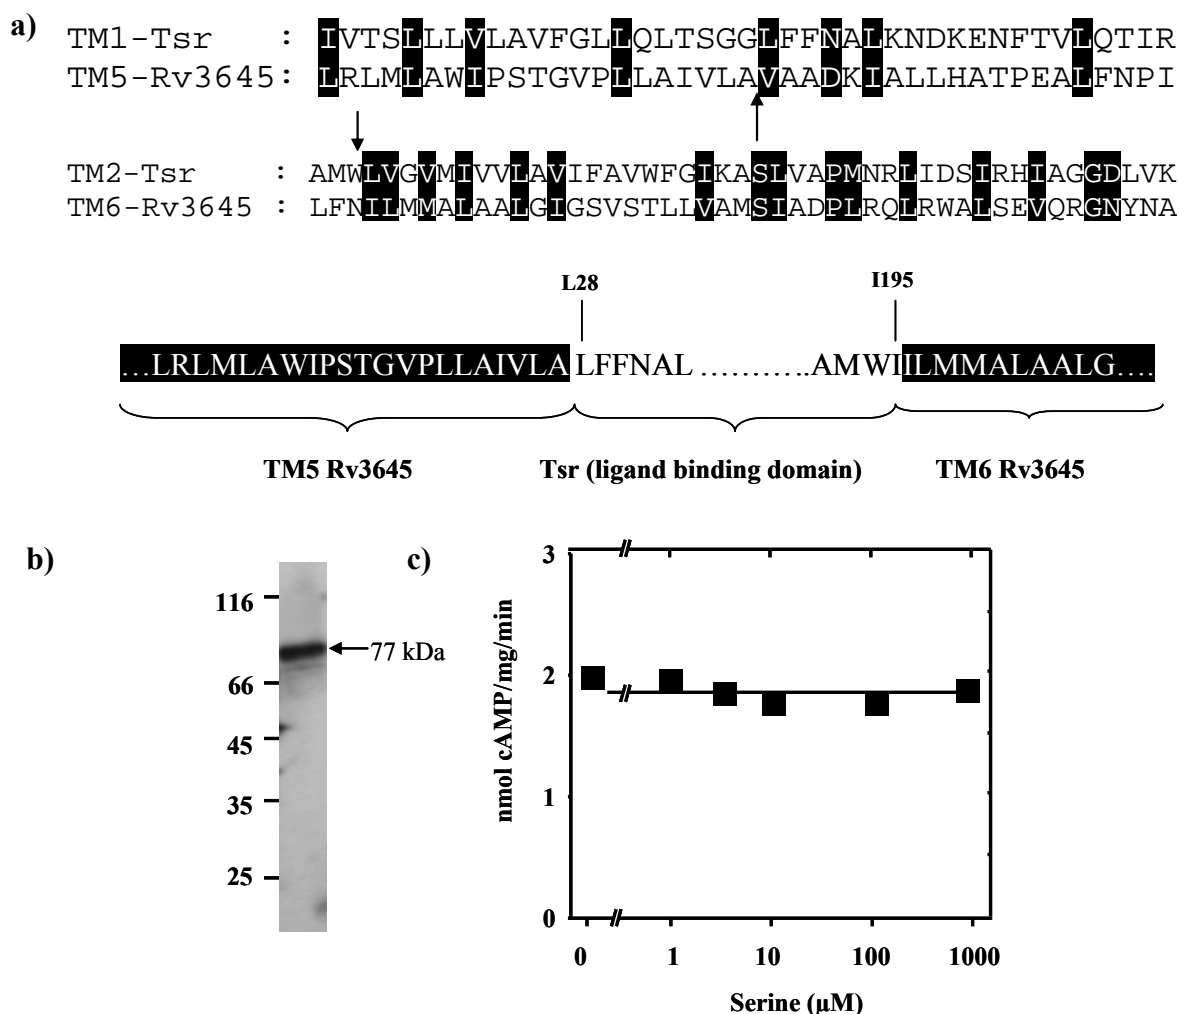 a)
TM1-Tsr : IVTSLLLVLAVFGLLQLTSGGLFFNALKNDKENFTVLQTIR
TM5-Rv3645: LRLMLAWIPSTGVPLLAIVLAVAADKIALLHATPEALFNPI
TM2-Tsr : AMWLVGVMIVVLAVIFAVWFGIKASLVAPMNRLIDSIRHIAGGDLVK
TM6-Rv3645 : LFNILMMALAALGIGSVSTLLVAMSIADPLRQLRWALSEVQRGNYNA
L28 I195
...LRLMLAWIPSTGVPLLAIVLA LFFNAL ...........AMWIILMMALAALG....
TM5 Rv3645 Tsr (ligand binding domain) TM6 Rv3645
b)
116
77 kDa
66
45
35
25
c)
nmol cAMP/mg/min
3
2
1
0
0 1 10 100 1000
Serine (µM)